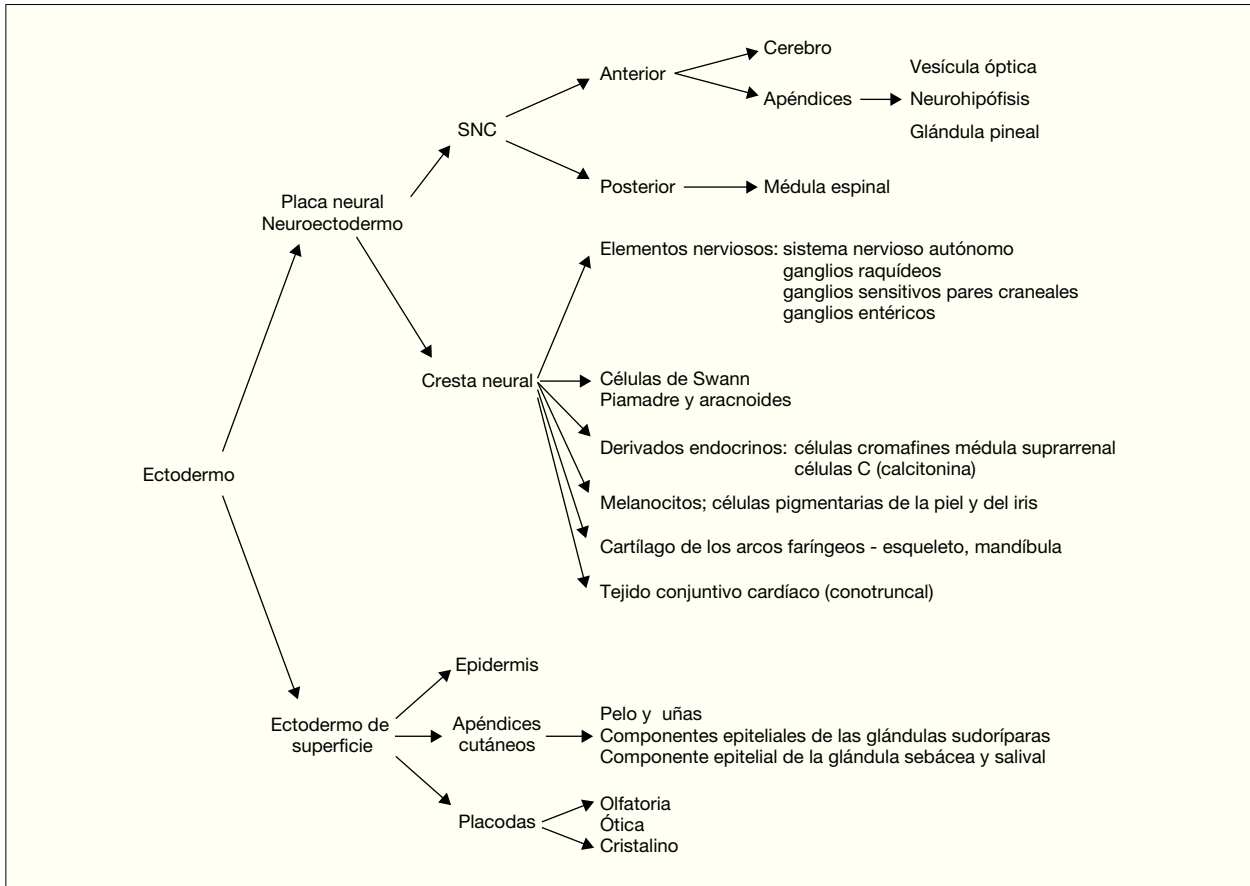 Cerebro
Anterior
Vesícula óptica
Apéndices
Neurohipófisis
Glándula pineal
SNC
Posterior
Médula espinal
Placa neural
Neuroectodermo
Elementos nerviosos: sistema nervioso autónomo
ganglios raquídeos
ganglios sensitivos pares craneales
ganglios entéricos
Cresta neural
Células de Swann
Piamadre y aracnoides
Derivados endocrinos: células cromafines médula suprarrenal
células C (calcitonina)
Ectodermo
Melanocitos; células pigmentarias de la piel y del iris
Cartílago de los arcos faríngeos - esqueleto, mandíbula
Tejido conjuntivo cardíaco (conotruncal)
Epidermis
Ectodermo de
superficie
Apéndices
cutáneos
Pelo y uñas
Componentes epiteliales de las glándulas sudoríparas
Componente epitelial de la glándula sebácea y salival
Placodas
Olfatoria
Ótica
Cristalino